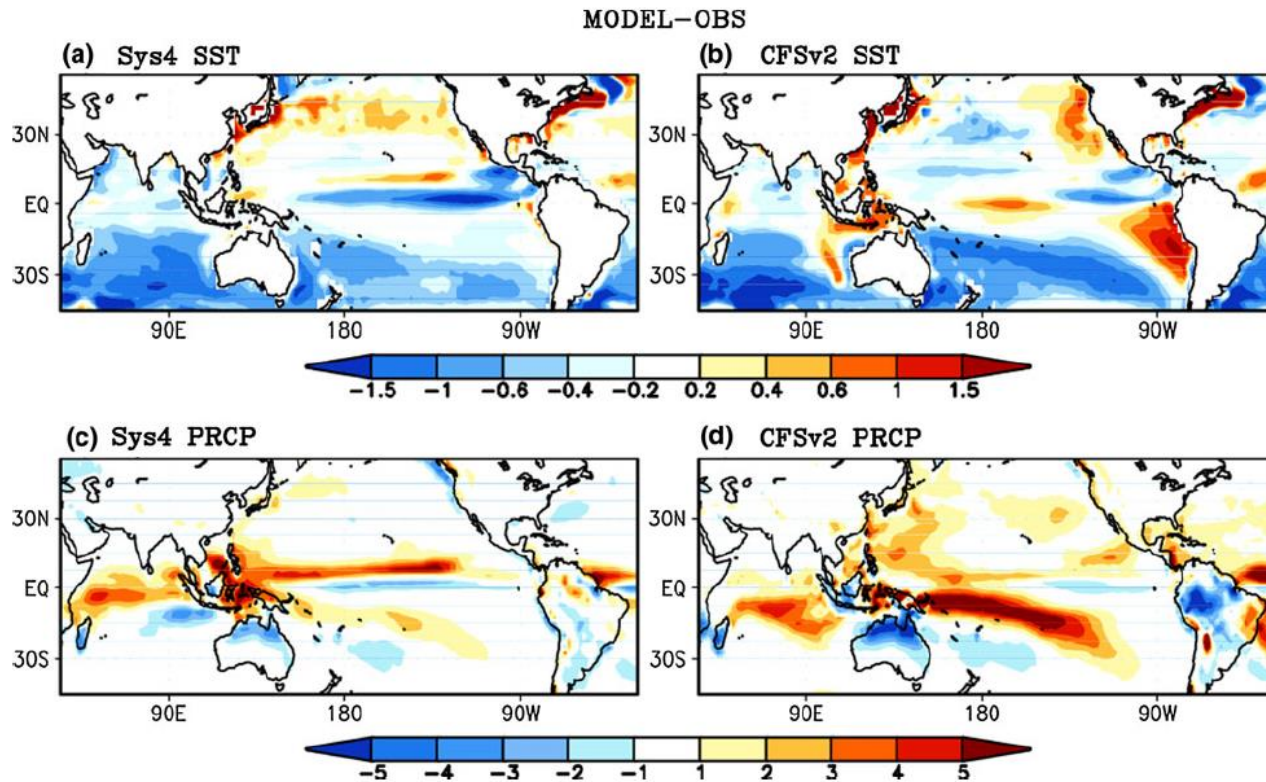 MODEL-OBS
(a) Sys4 SST
(b) CFSv2 SST
30N
EQ
30S
90E 180 90W
30N
EQ
30S
90E 180 90W
-1.5 -1 -0.6 -0.4 -0.2 0.2 0.4 0.6 1 1.5
(c) Sys4 PRCP
(d) CFSv2 PRCP
30N
EQ
30S
90E 180 90W
30N
EQ
30S
90E 180 90W
-5 -4 -3 -2 -1 1 2 3 4 5